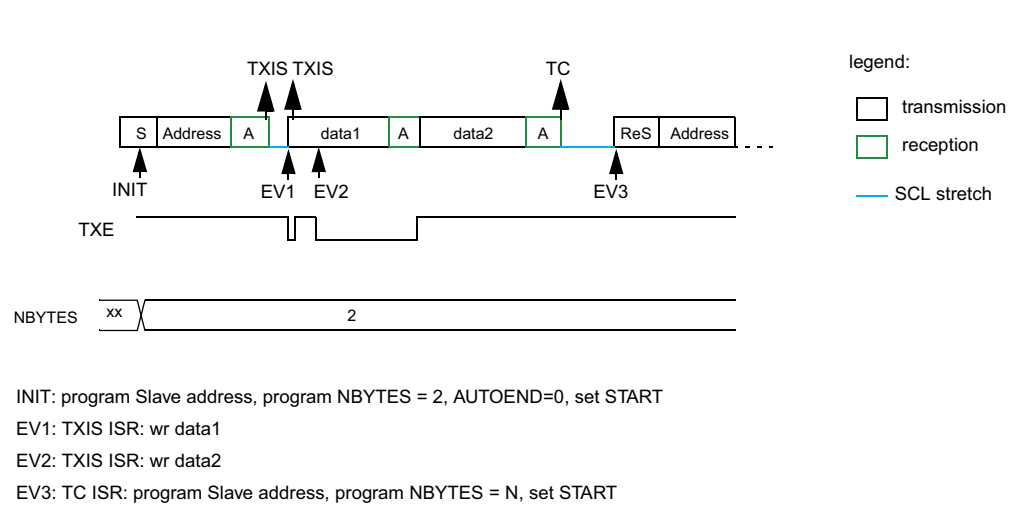 TXIS TXIS
TC
legend:
transmission
S Address A data1 A data2 A ReS Address
reception
INIT
EV1 EV2
EV3
SCL stretch
TXE
NBYTES xx 2
INIT: program Slave address, program NBYTES = 2, AUTOEND=0, set START
EV1: TXIS ISR: wr data1
EV2: TXIS ISR: wr data2
EV3: TC ISR: program Slave address, program NBYTES = N, set START